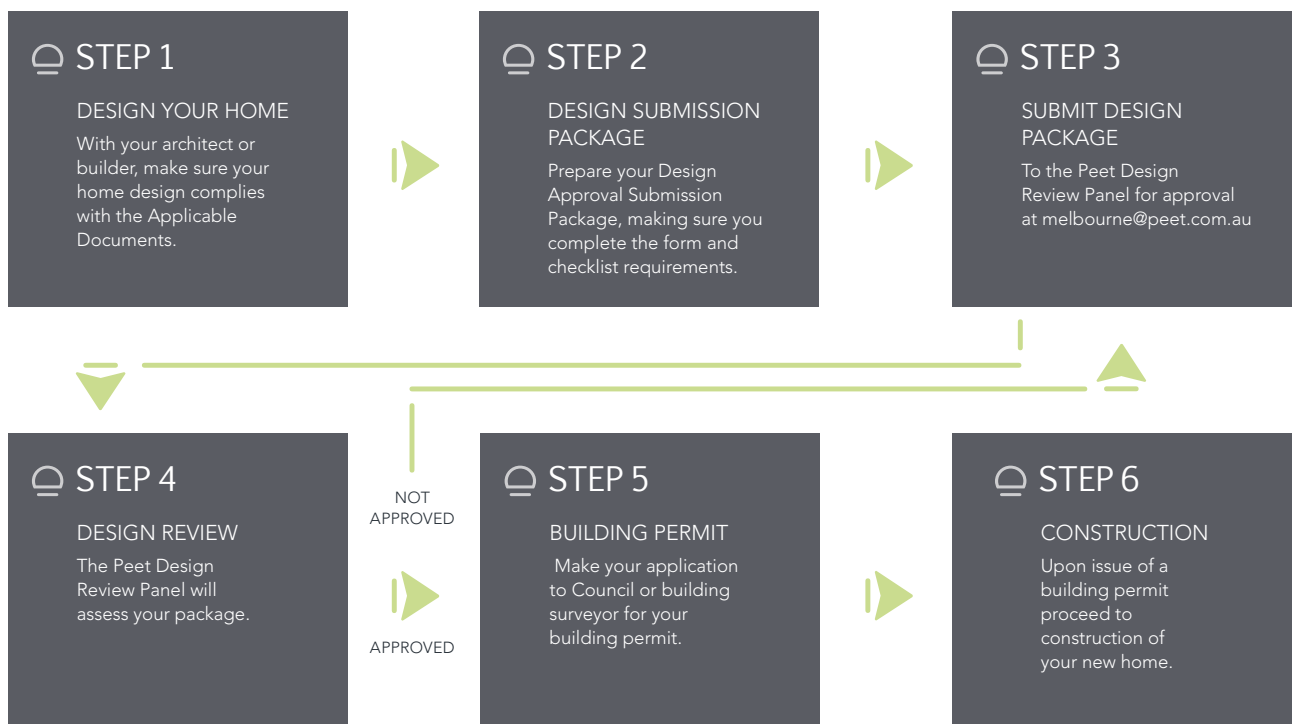 STEP 1
DESIGN YOUR HOME
With your architect or
builder, make sure your
home design complies
with the Applicable
Documents.
STEP 2
DESIGN SUBMISSION
PACKAGE
Prepare your Design
Approval Submission
Package, making sure you
complete the form and
checklist requirements.
STEP 3
SUBMIT DESIGN
PACKAGE
To the Peet Design
Review Panel for approval
at melbourne@peet.com.au
STEP 4
DESIGN REVIEW
The Peet Design
Review Panel will
assess your package.
NOT
APPROVED
APPROVED
STEP 5
BUILDING PERMIT
Make your application
to Council or building
surveyor for your
building permit.
STEP 6
CONSTRUCTION
Upon issue of a
building permit
proceed to
construction of
your new home.